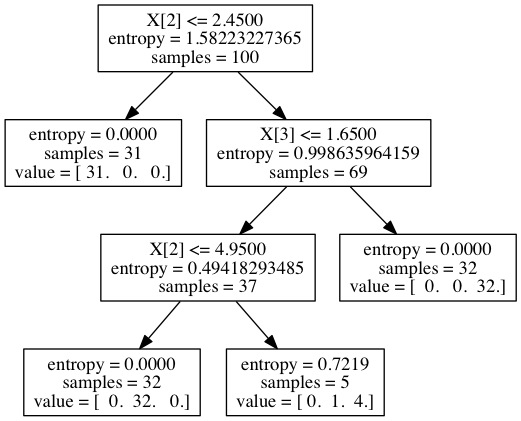 X[2] <= 2.4500
entropy = 1.58223227365
samples = 100
entropy = 0.0000
samples = 31
value = [ 31.  0.  0.]
X[3] <= 1.6500
entropy = 0.998635964159
samples = 69
X[2] <= 4.9500
entropy = 0.49418293485
samples = 37
entropy = 0.0000
samples = 32
value = [  0.  0.  32.]
entropy = 0.0000
samples = 32
value = [  0.  32.  0.]
entropy = 0.7219
samples = 5
value = [ 0.  1.  4.]